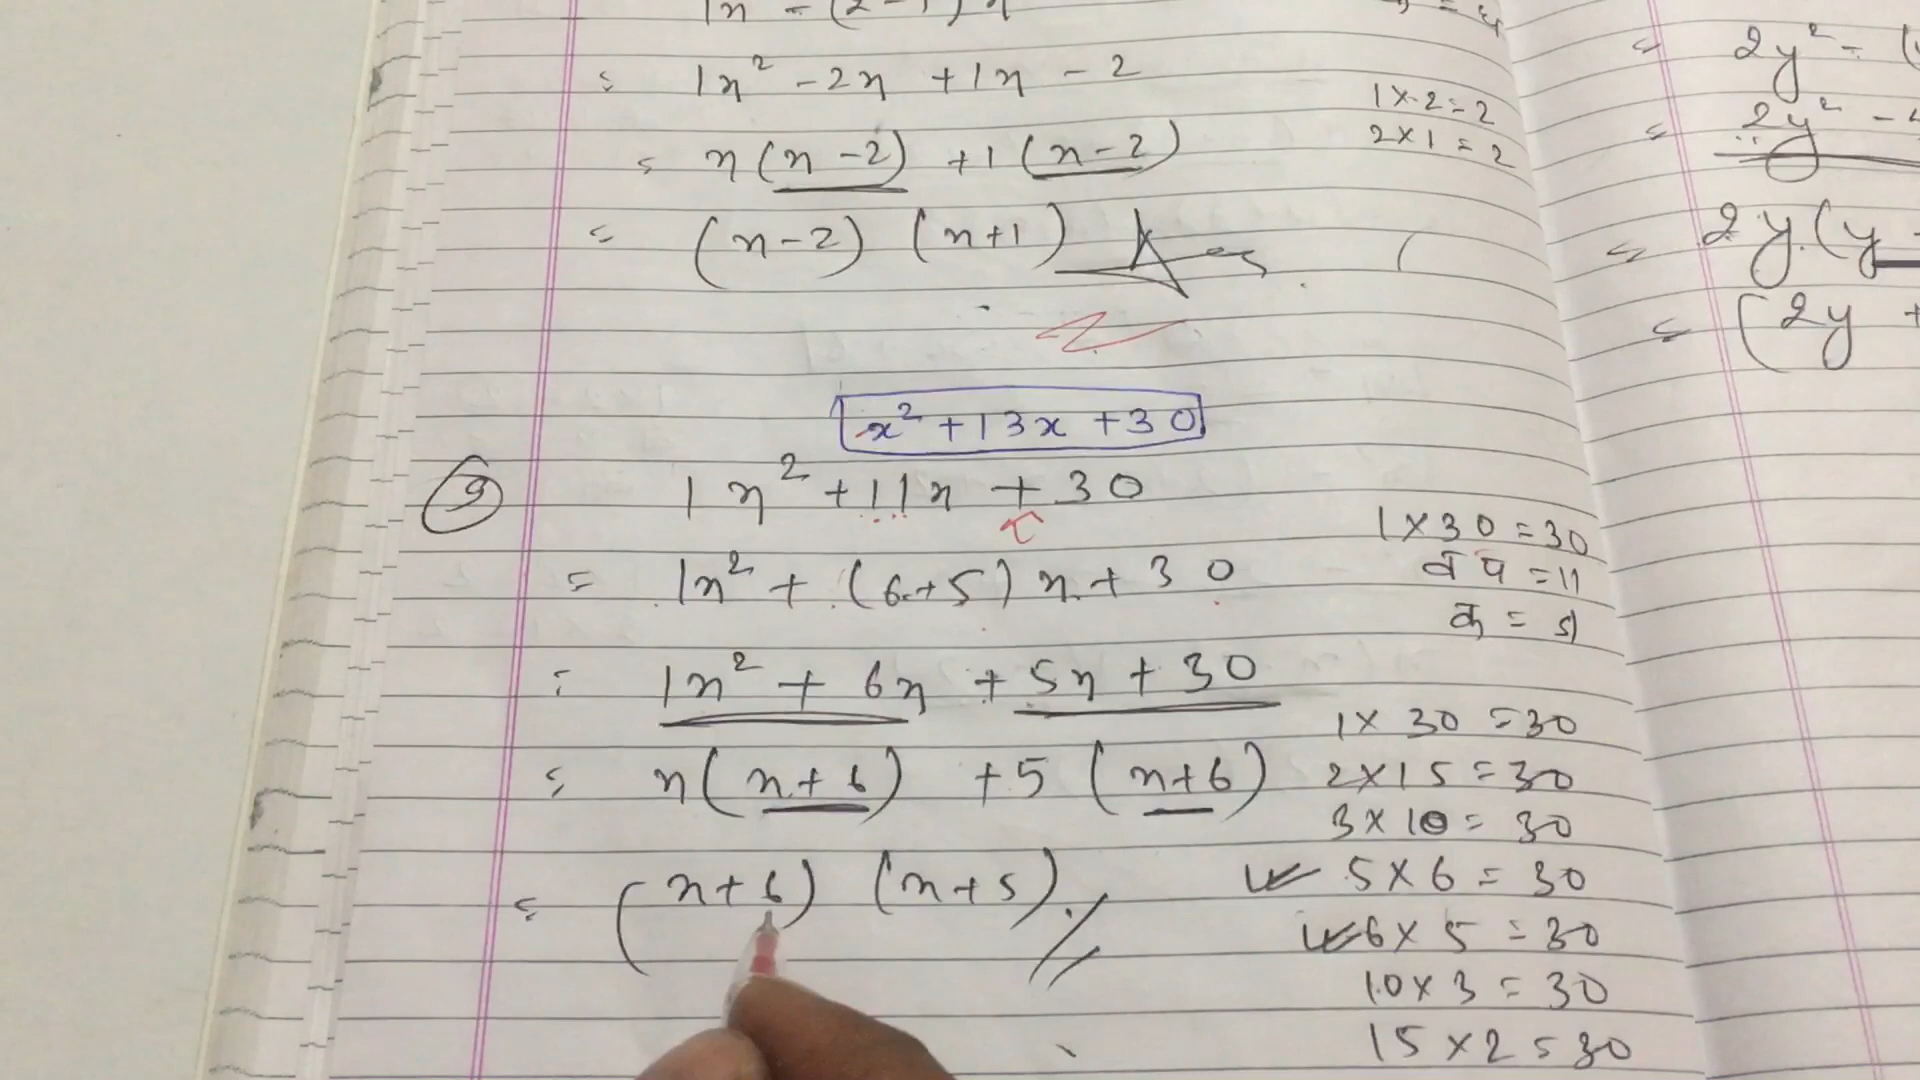 = 1x² - 2x + 1x - 2
= x(x-2) + 1(x-2)
1×2=2
2×1=2
= (x-2) (x+1)
x²+13x+30
9 1x²+11x+30
= 1x²+(6+5)x+30
1×30=30
= 11
= 1x²+6x+5x+30
= x(x+6) +5(x+6)
= (x+6) (x+5)
1×30=30
2×15=30
3×10=30
5×6=30
6×5=30
10×3=30
15×2=30
= 2y² -
= 2y² -
= 2y(y
= (2y +